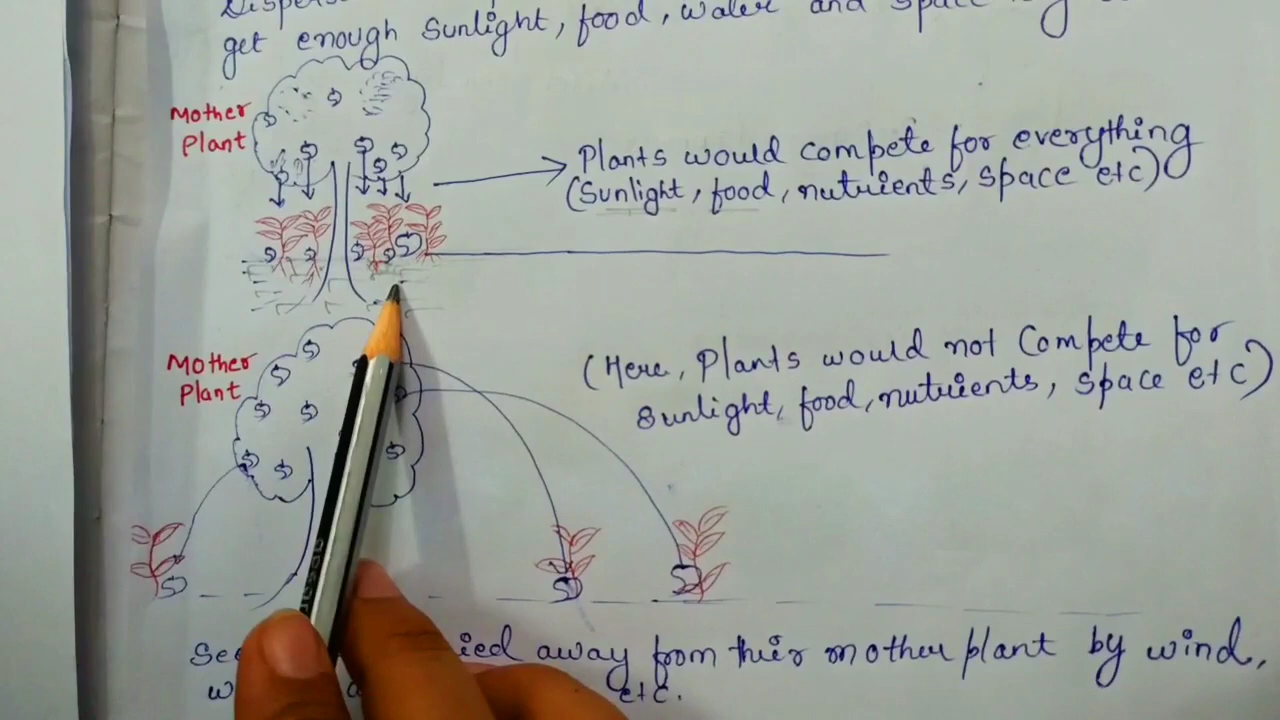 get enough Sunlight, food, water and space
Mother
Plant
Plants would compete for everything
(Sunlight, food, nutrients, space etc)
Mother
Plant
(Here, Plants would not Compete for
Sunlight, food, nutrients, space etc)
away from their mother plant by wind,
etc.